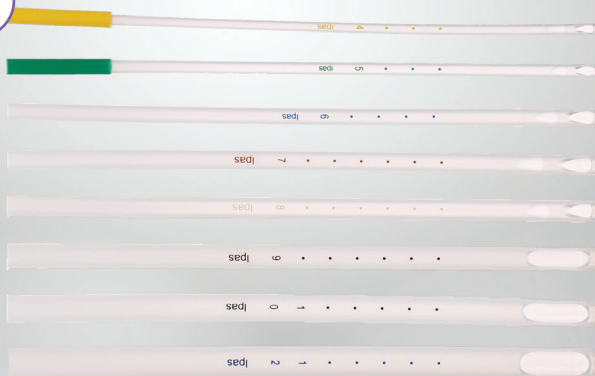 Ipas 4 • • •
Ipas 5 • • •
Ipas 6 • • • •
Ipas 7 • • • • • •
Ipas 8 • • • • • •
Ipas 9 • • • • • •
Ipas 10 • • • • •
Ipas 12 • • • • •